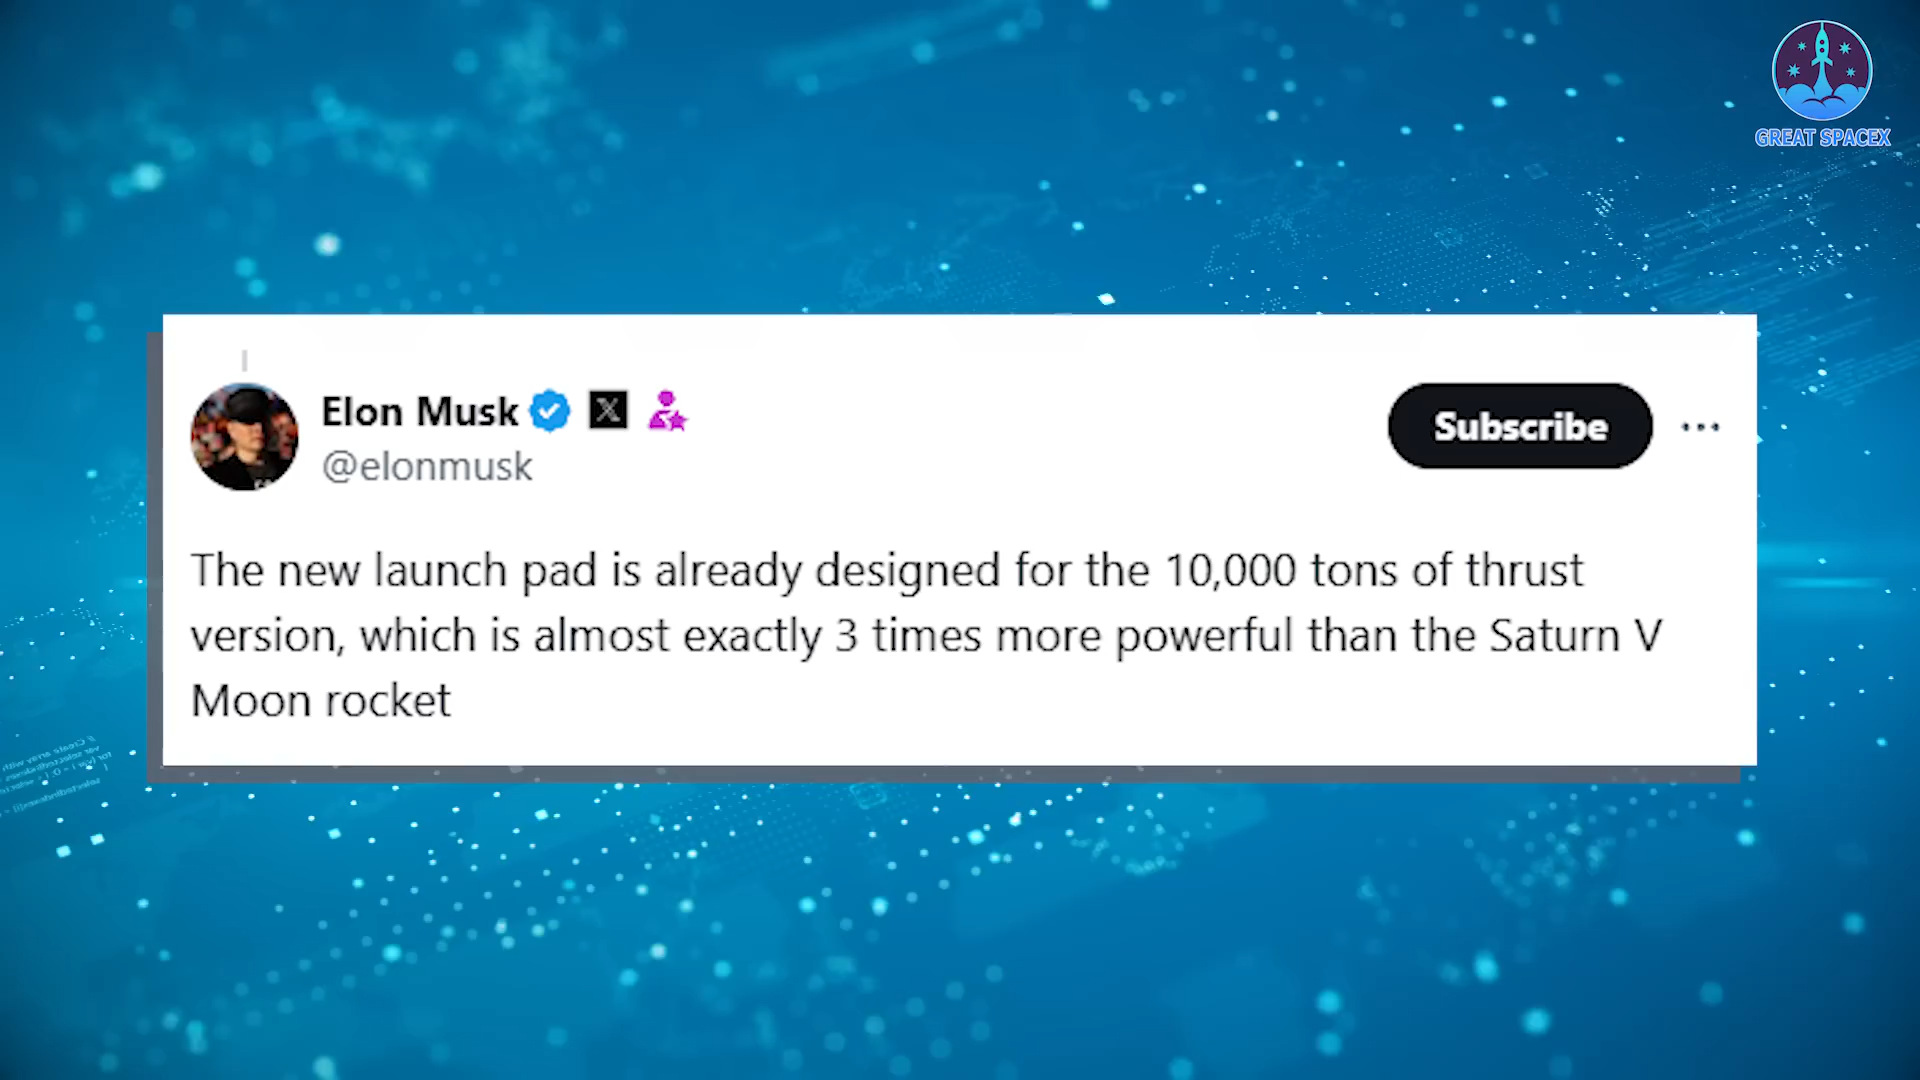 GREAT SPACEX
Elon Musk
@elonmusk
Subscribe
The new launch pad is already designed for the 10,000 tons of thrust
version, which is almost exactly 3 times more powerful than the Saturn V
Moon rocket